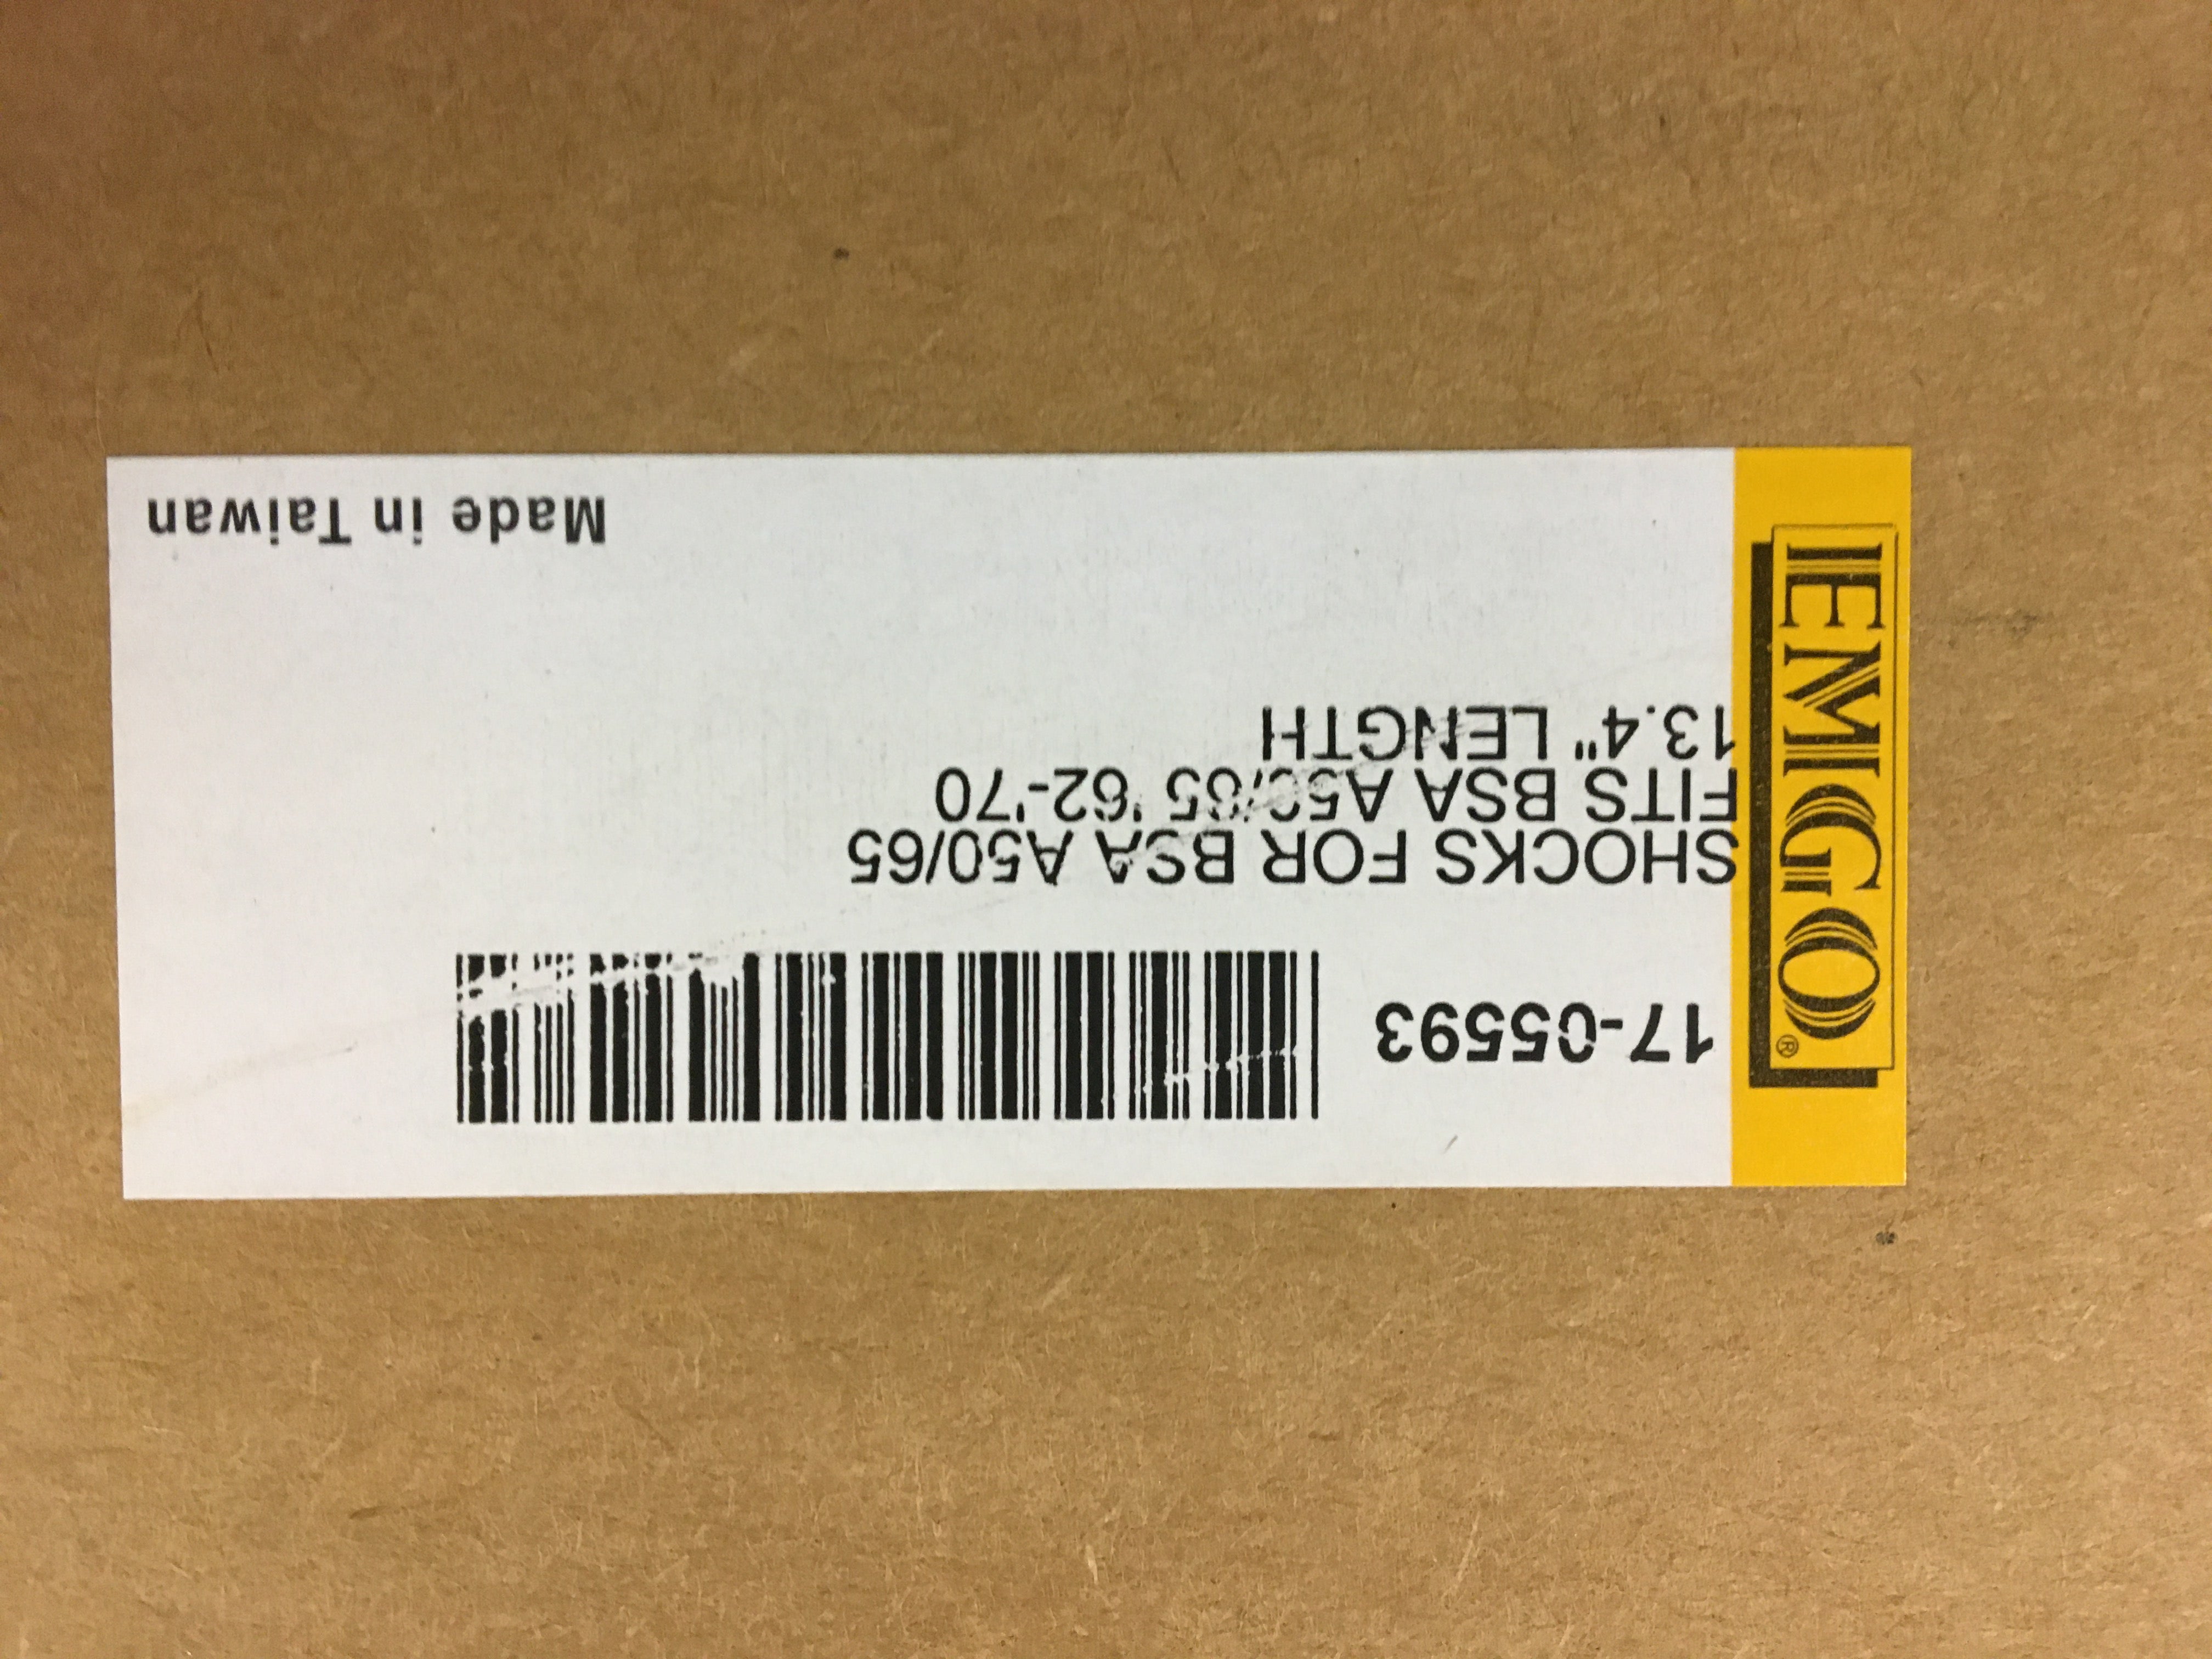 EMGO®
17-05593
SHOCKS FOR BSA A50/65
FITS BSA A50/65 '62-'70
13.4" LENGTH
Made in Taiwan